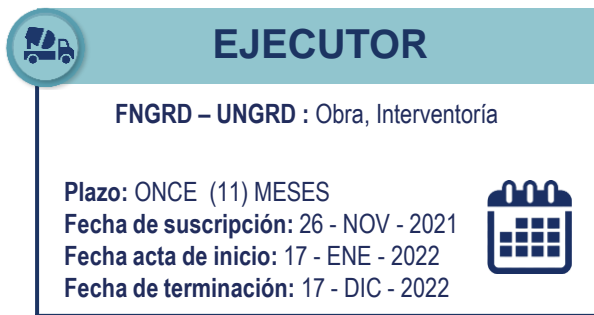 EJECUTOR
FNGRD – UNGRD : Obra, Interventoría
Plazo: ONCE (11) MESES
Fecha de suscripción: 26 - NOV - 2021
Fecha acta de inicio: 17 - ENE - 2022
Fecha de terminación: 17 - DIC - 2022